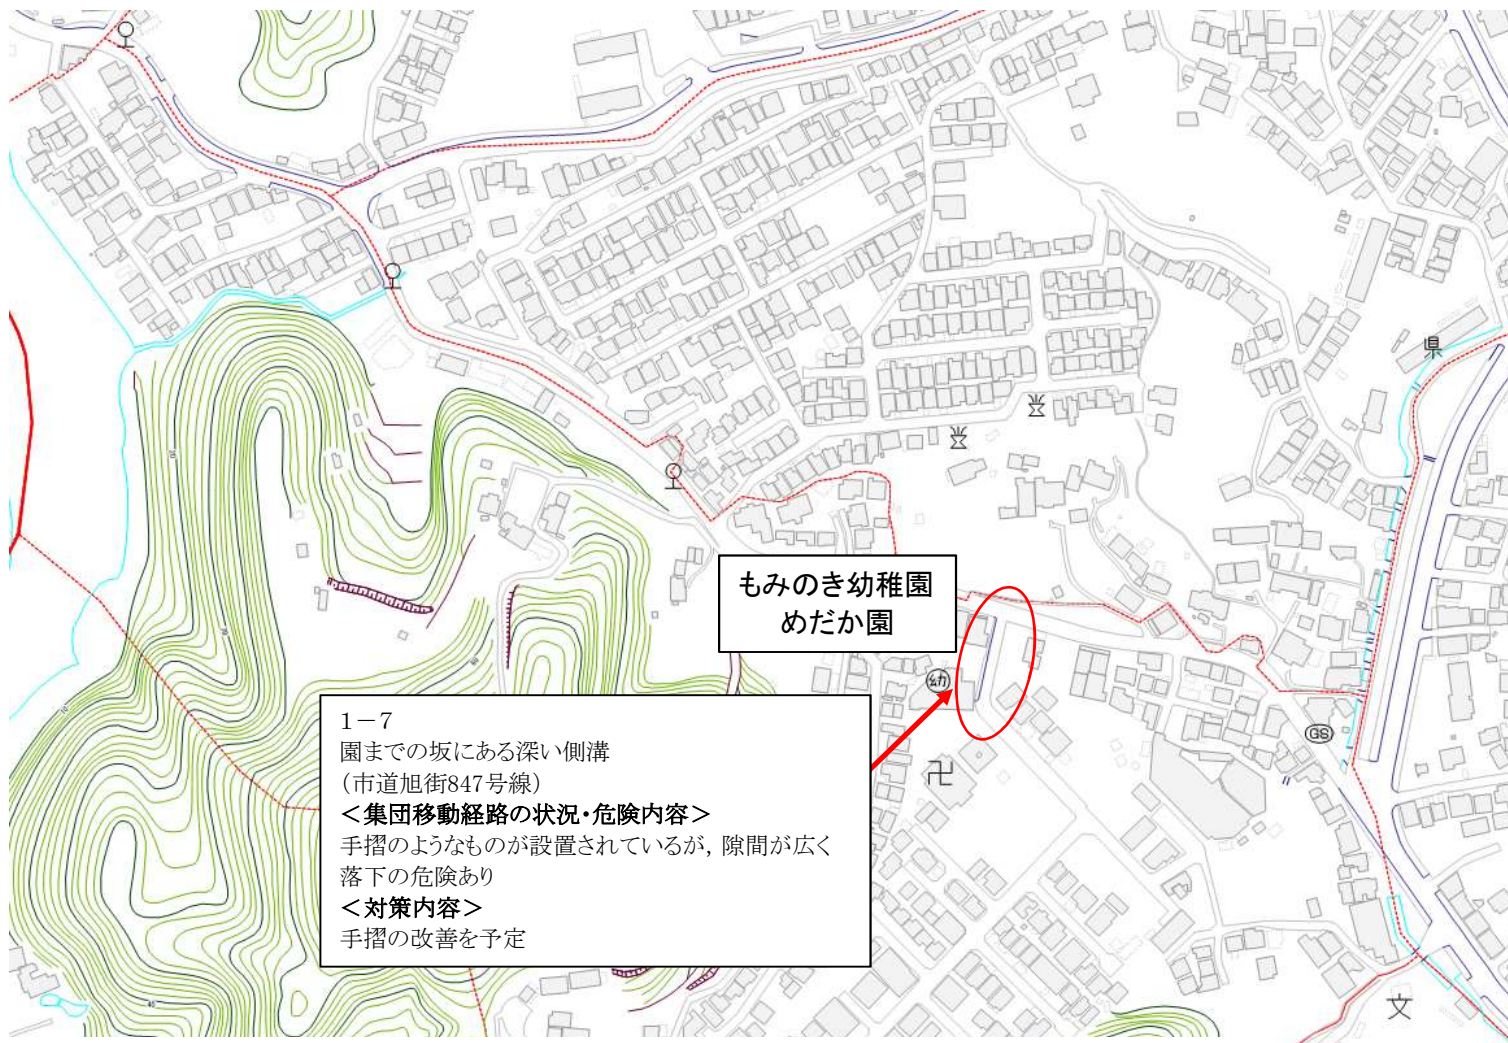 県
もみのき幼稚園
めだか園
幼
1－7
園までの坂にある深い側溝
（市道旭街847号線）
＜集団移動経路の状況・危険内容＞
手摺のようなものが設置されているが，隙間が広く
落下の危険あり
＜対策内容＞
手摺の改善を予定
GS
卍
文